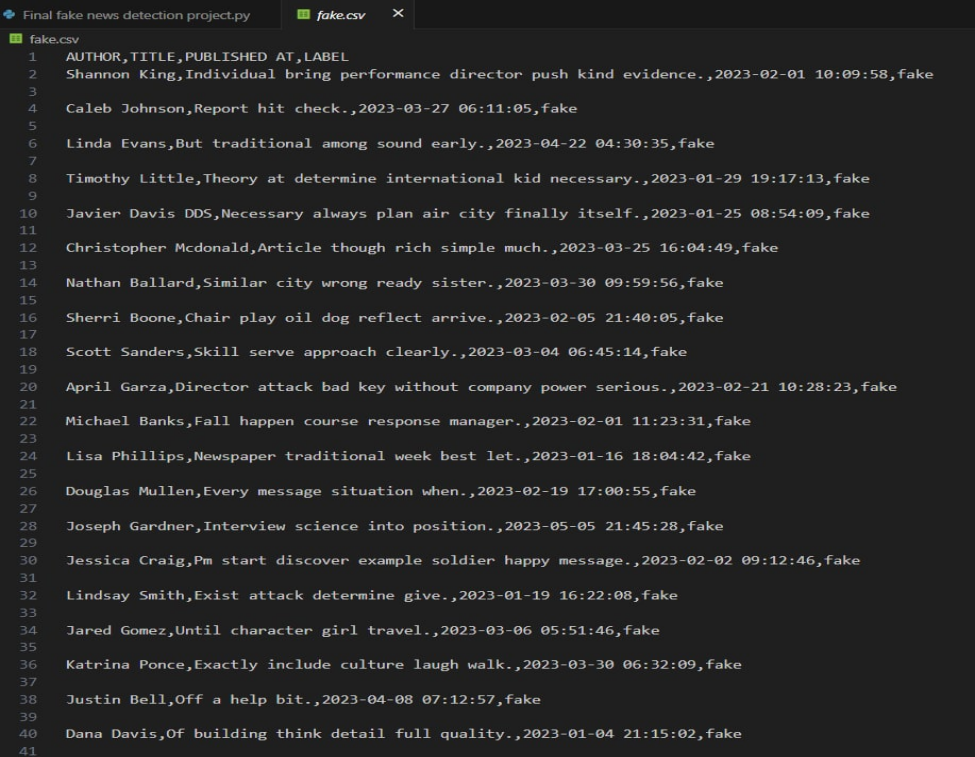 Final fake news detection project.py
fake.csv
fake.csv
1 AUTHOR,TITLE,PUBLISHED AT,LABEL
2 Shannon King,Individual bring performance director push kind evidence.,2023-02-01 10:09:58,fake
3
4 Caleb Johnson,Report hit check.,2023-03-27 06:11:05,fake
5
6 Linda Evans,But traditional among sound early.,2023-04-22 04:30:35,fake
7
8 Timothy Little,Theory at determine international kid necessary.,2023-01-29 19:17:13,fake
9
10 Javier Davis DDS,Necessary always plan air city finally itself.,2023-01-25 08:54:09,fake
11
12 Christopher Mcdonald,Article though rich simple much.,2023-03-25 16:04:49,fake
13
14 Nathan Ballard,Similar city wrong ready sister.,2023-03-30 09:59:56,fake
15
16 Sherri Boone,Chair play oil dog reflect arrive.,2023-02-05 21:40:05,fake
17
18 Scott Sanders,Skill serve approach clearly.,2023-03-04 06:45:14,fake
19
20 April Garza,Director attack bad key without company power serious.,2023-02-21 10:28:23,fake
21
22 Michael Banks,Fall happen course response manager.,2023-02-01 11:23:31,fake
23
24 Lisa Phillips,Newspaper traditional week best let.,2023-01-16 18:04:42,fake
25
26 Douglas Mullen,Every message situation when.,2023-02-19 17:00:55,fake
27
28 Joseph Gardner,Interview science into position.,2023-05-05 21:45:28,fake
29
30 Jessica Craig,Pm start discover example soldier happy message.,2023-02-02 09:12:46,fake
31
32 Lindsay Smith,Exist attack determine give.,2023-01-19 16:22:08,fake
33
34 Jared Gomez,Until character girl travel.,2023-03-06 05:51:46,fake
35
36 Katrina Ponce,Exactly include culture laugh walk.,2023-03-30 06:32:09,fake
37
38 Justin Bell,Off a help bit.,2023-04-08 07:12:57,fake
39
40 Dana Davis,Of building think detail full quality.,2023-01-04 21:15:02,fake
41